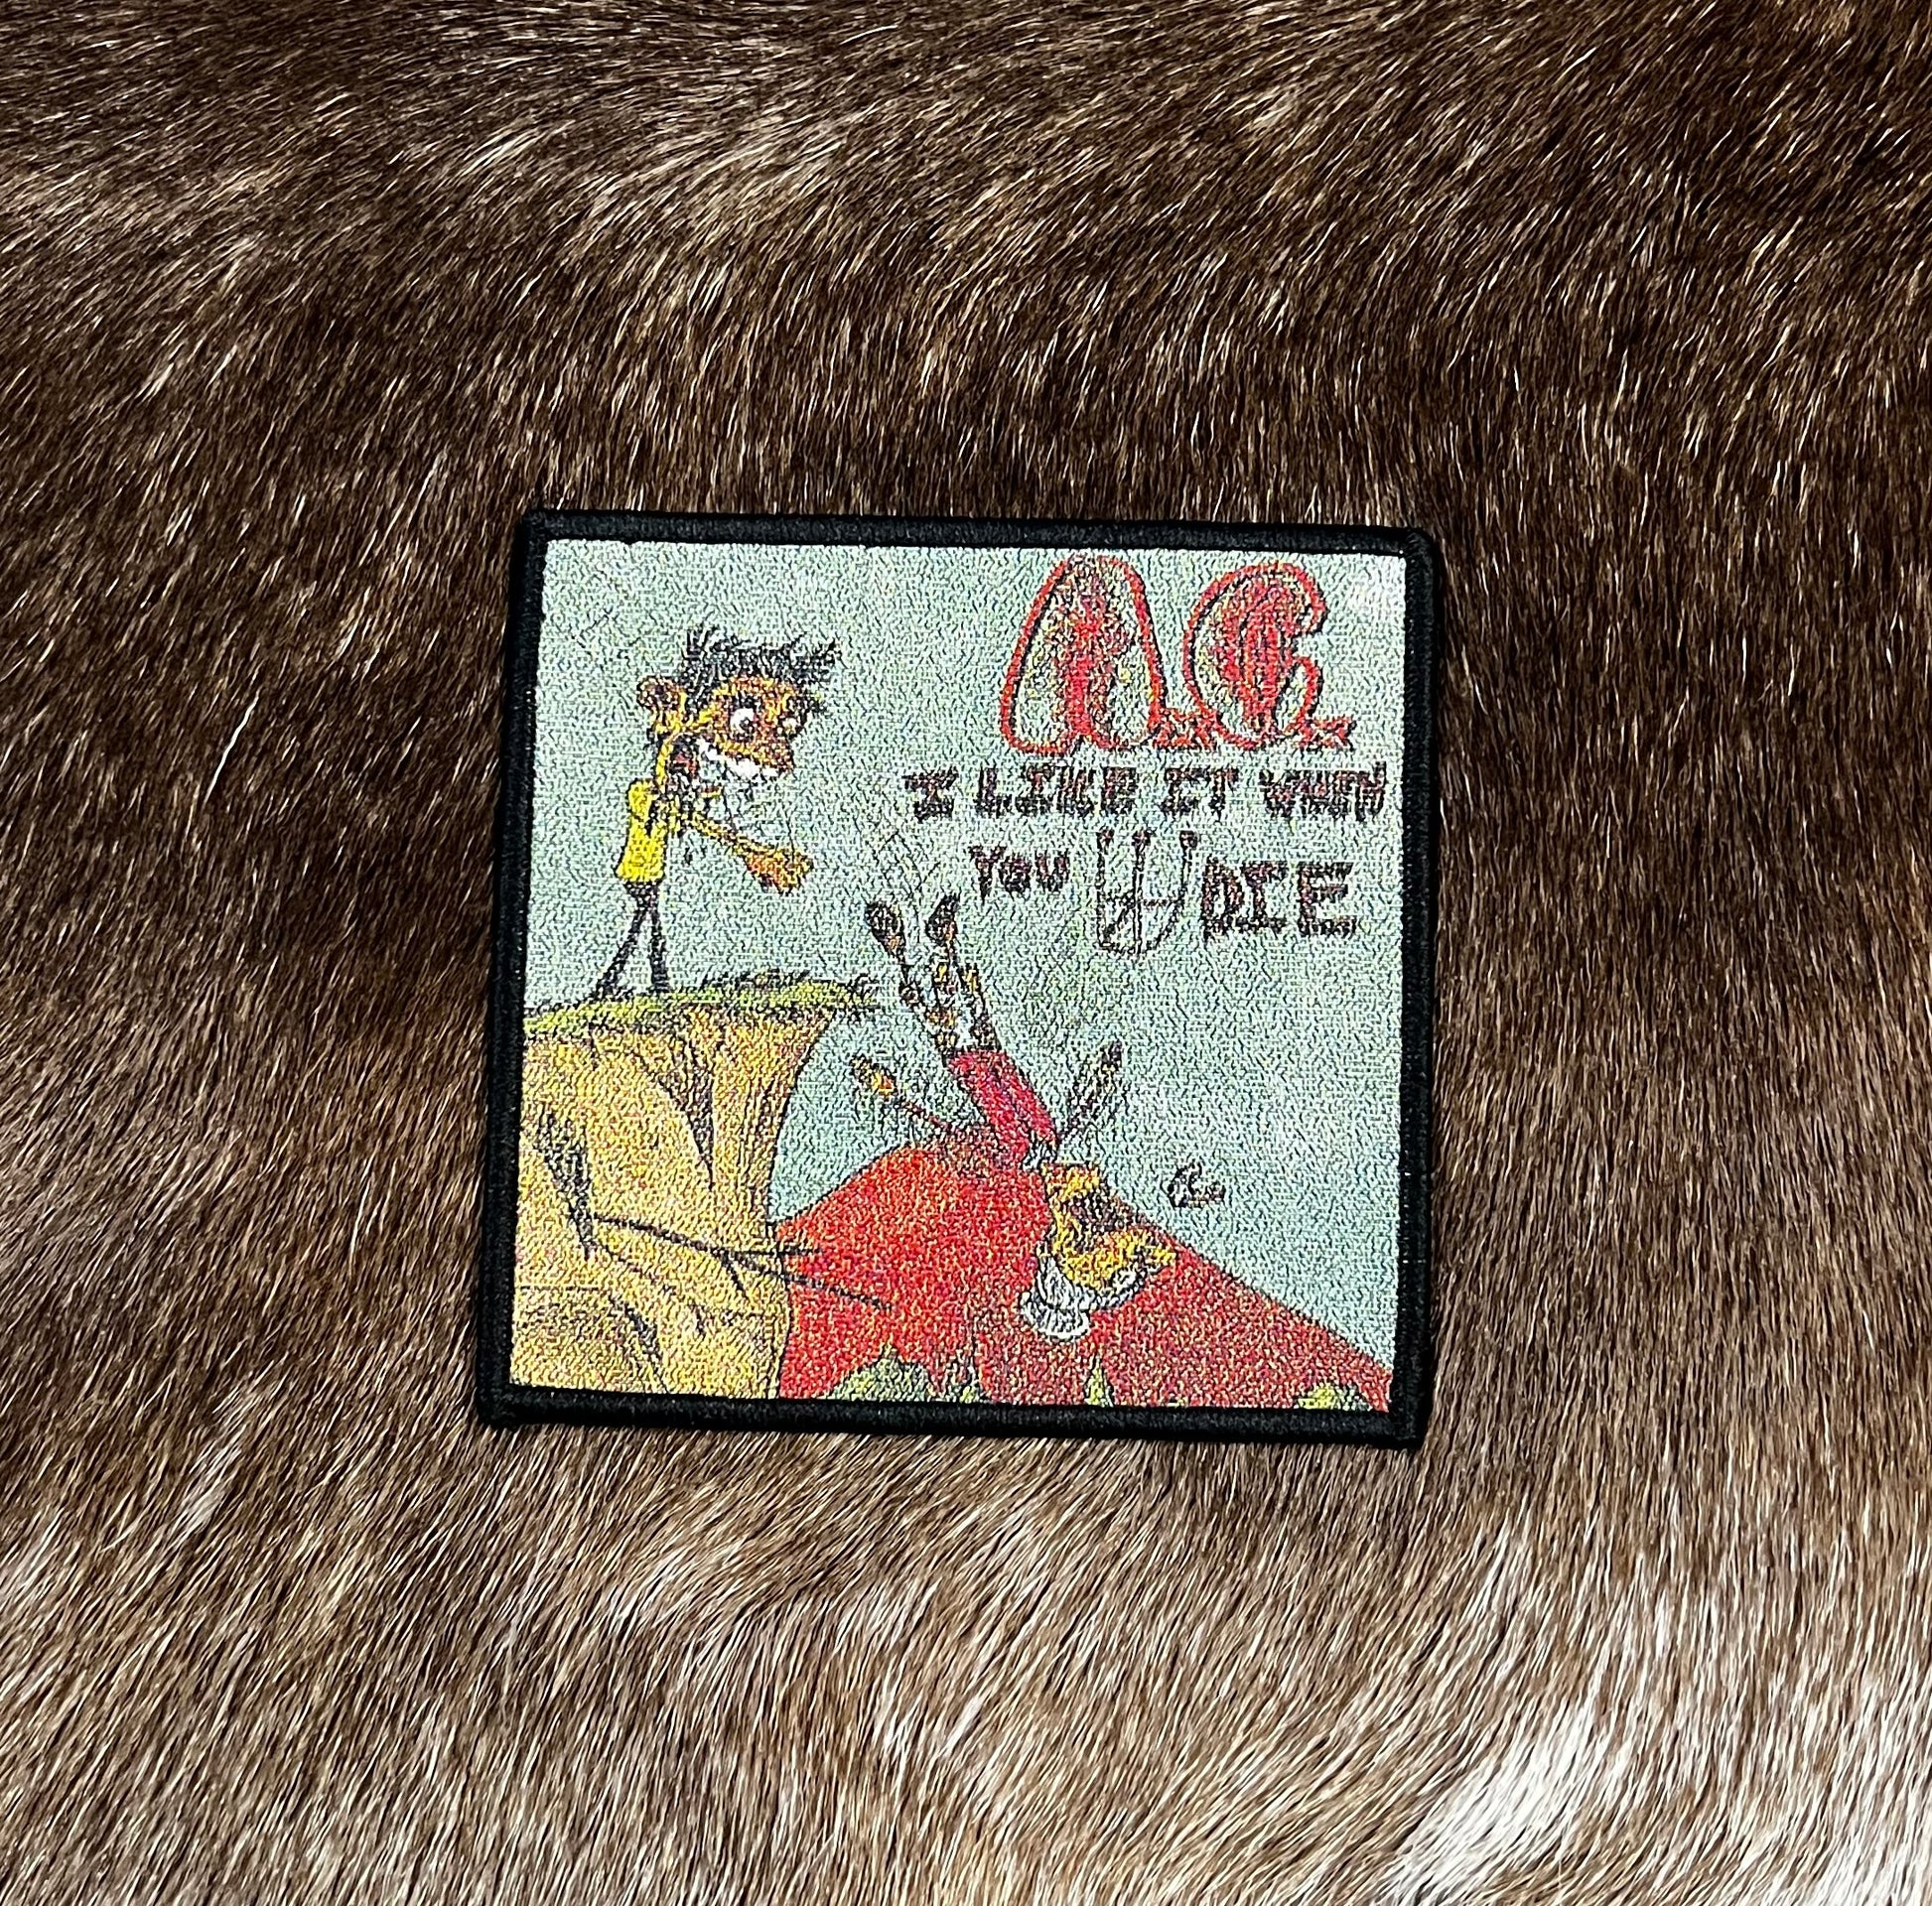 A.C.
I LIKE IT WHEN
YOU DIE